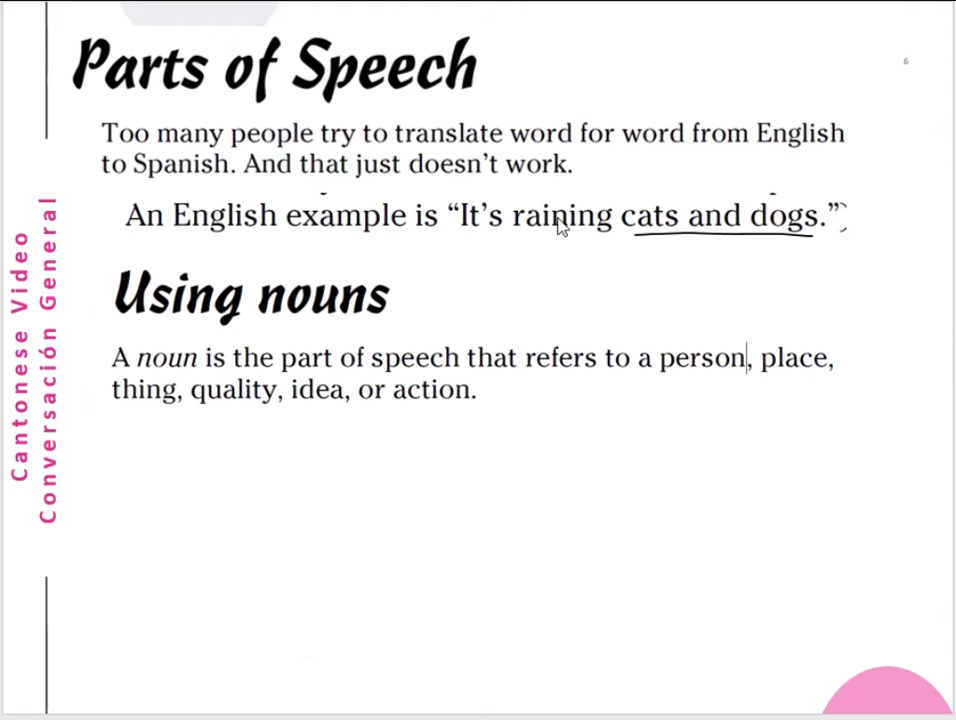 Parts of Speech
6
Too many people try to translate word for word from English
to Spanish. And that just doesn't work.
An English example is “It's raining cats and dogs.”
Using nouns
A noun is the part of speech that refers to a person, place,
thing, quality, idea, or action.
Cantonese Video
Conversación General